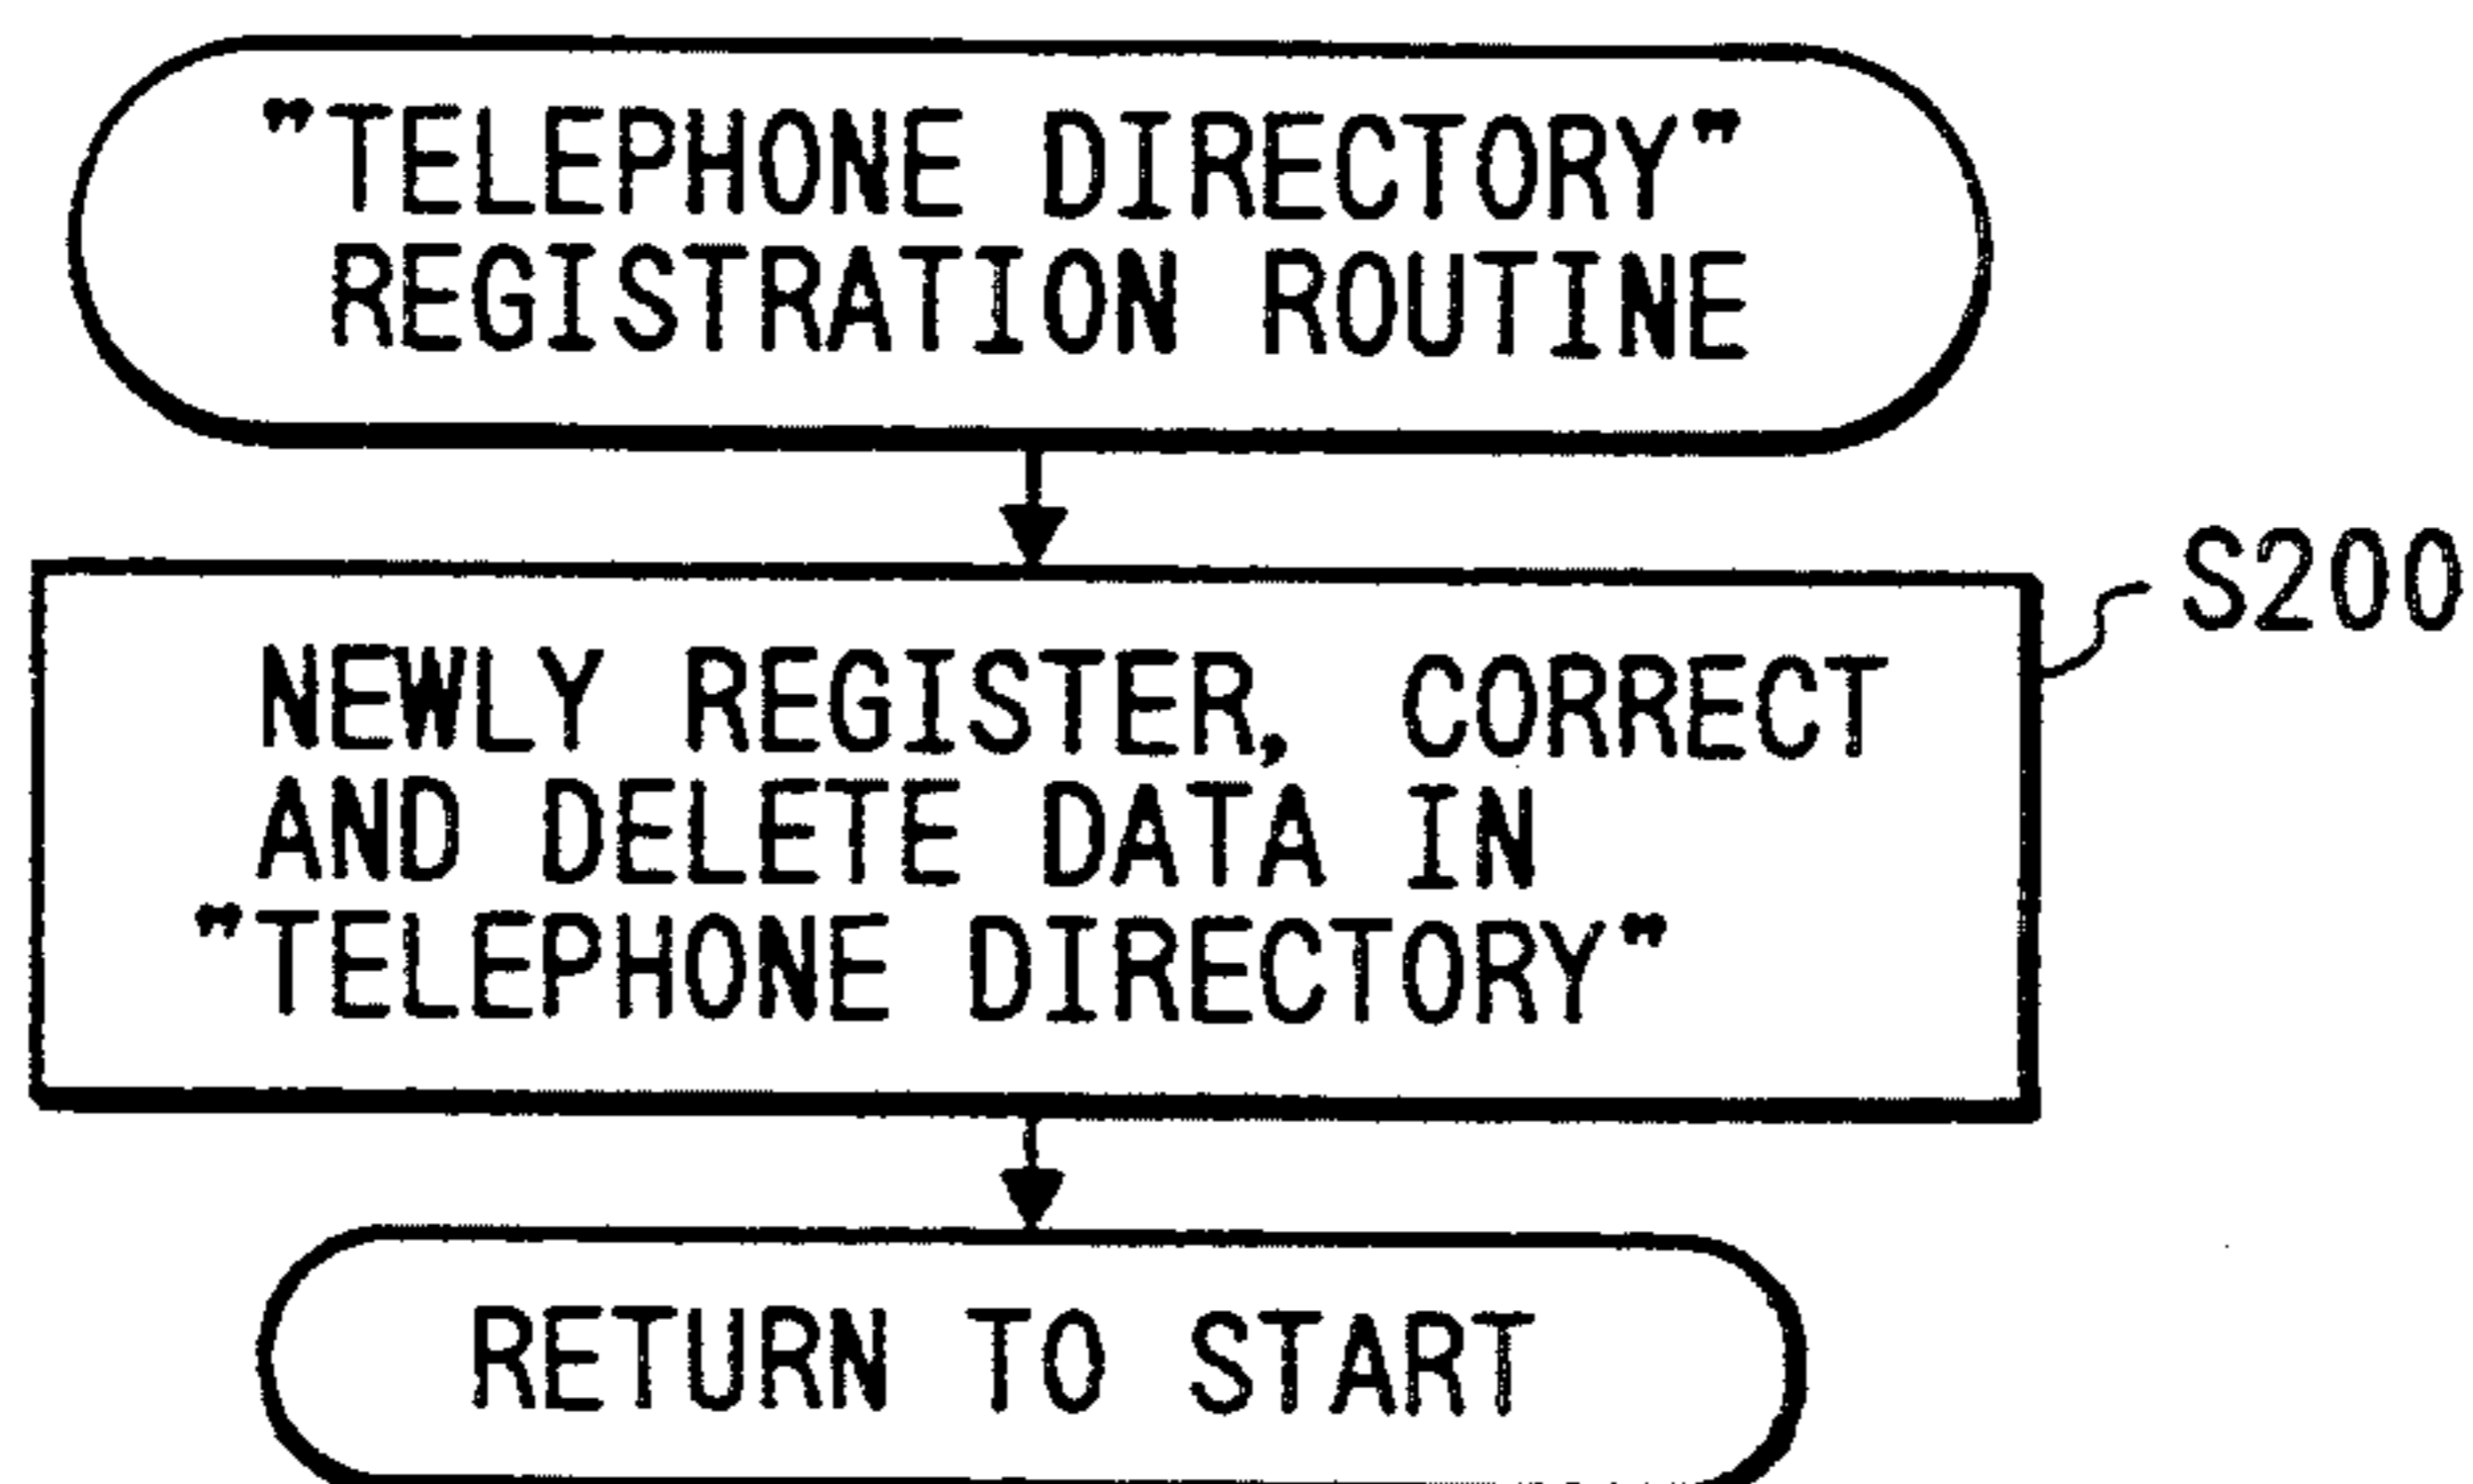 "TELEPHONE DIRECTORY"
REGISTRATION ROUTINE
S200
NEWLY REGISTER, CORRECT
AND DELETE DATA IN
"TELEPHONE DIRECTORY"
RETURN TO START